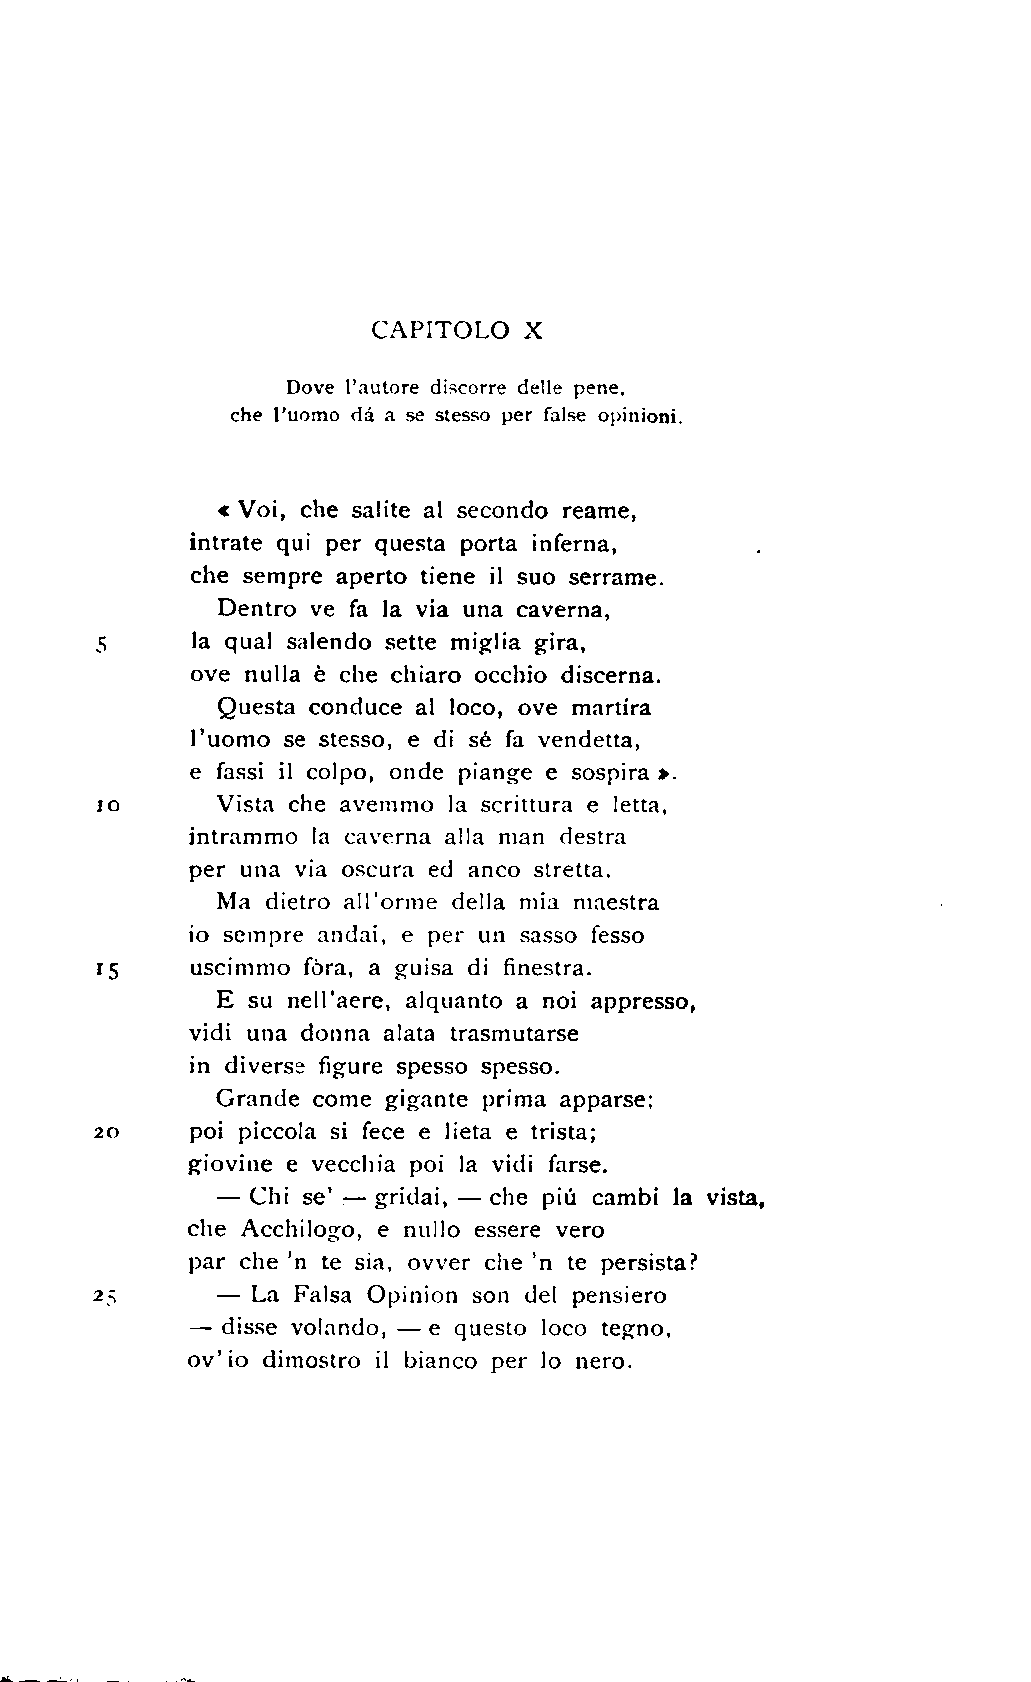 CAPITOLO X
Dove l'autore discorre delle pene,
che l'uomo dá a se stesso per false opinioni.
« Voi, che salite al secondo reame,
intrate qui per questa porta inferna,
che sempre aperto tiene il suo serrame.
Dentro ve fa la via una caverna,
5 la qual salendo sette miglia gira,
ove nulla è che chiaro occhio discerna.
Questa conduce al loco, ove martíra
l'uomo se stesso, e di sé fa vendetta,
e fassi il colpo, onde piange e sospira ».
10 Vista che avemmo la scrittura e letta,
intrammo la caverna alla man destra
per una via oscura ed anco stretta.
Ma dietro all'orme della mia maestra
io sempre andai, e per un sasso fesso
15 uscimmo fòra, a guisa di finestra.
E su nell'aere, alquanto a noi appresso,
vidi una donna alata trasmutarse
in diverse figure spesso spesso.
Grande come gigante prima apparse;
20 poi piccola si fece e lieta e trista;
giovine e vecchia poi la vidi farse.
— Chi se' — gridai, — che piú cambi la vista,
che Acchilogo, e nullo essere vero
par che 'n te sia, ovver che 'n te persista?
25 — La Falsa Opinion son del pensiero
— disse volando, — e questo loco tegno,
ov' io dimostro il bianco per lo nero.